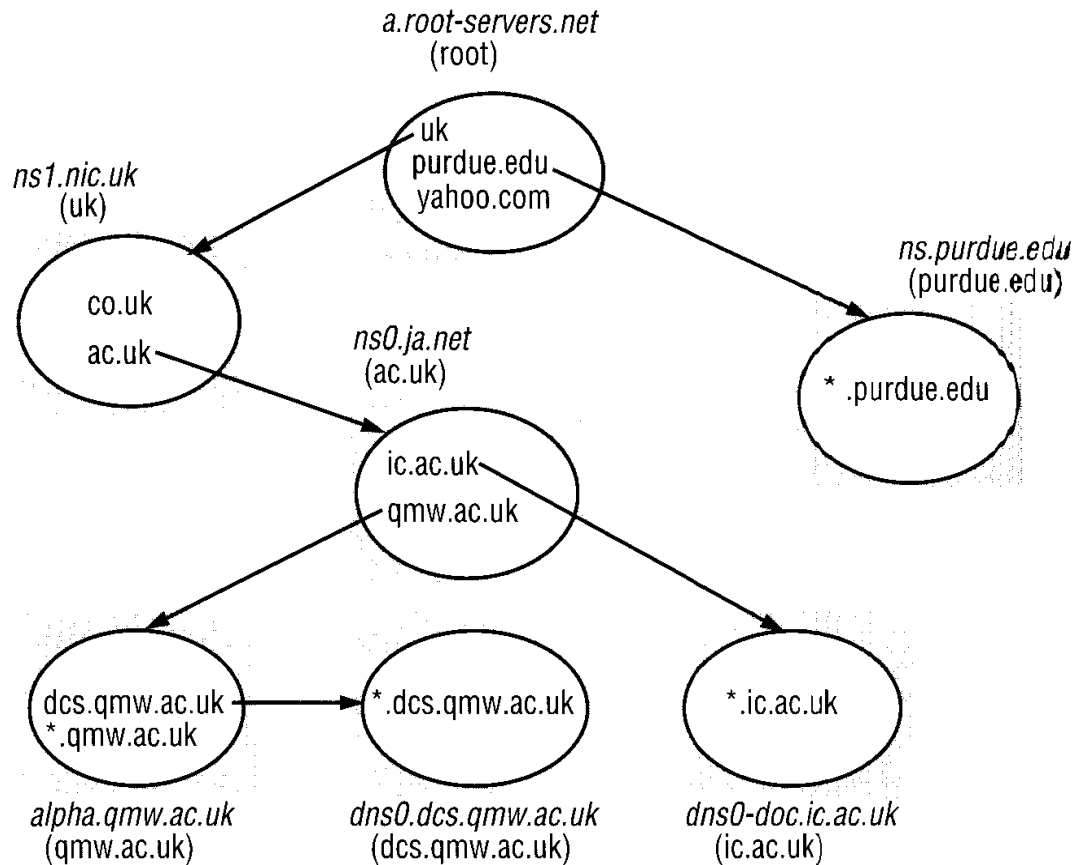 a.root-servers.net
(root)
uk
purdue.edu
yahoo.com
ns1.nic.uk
(uk)
co.uk
ac.uk
ns.purdue.edu
(purdue.edu)
* .purdue.edu
ns0.ja.net
(ac.uk)
ic.ac.uk
qmw.ac.uk
dcs.qmw.ac.uk
*.qmw.ac.uk
*.dcs.qmw.ac.uk
*.ic.ac.uk
alpha.qmw.ac.uk
(qmw.ac.uk)
dns0.dcs.qmw.ac.uk
(dcs.qmw.ac.uk)
dns0-doc.ic.ac.uk
(ic.ac.uk)